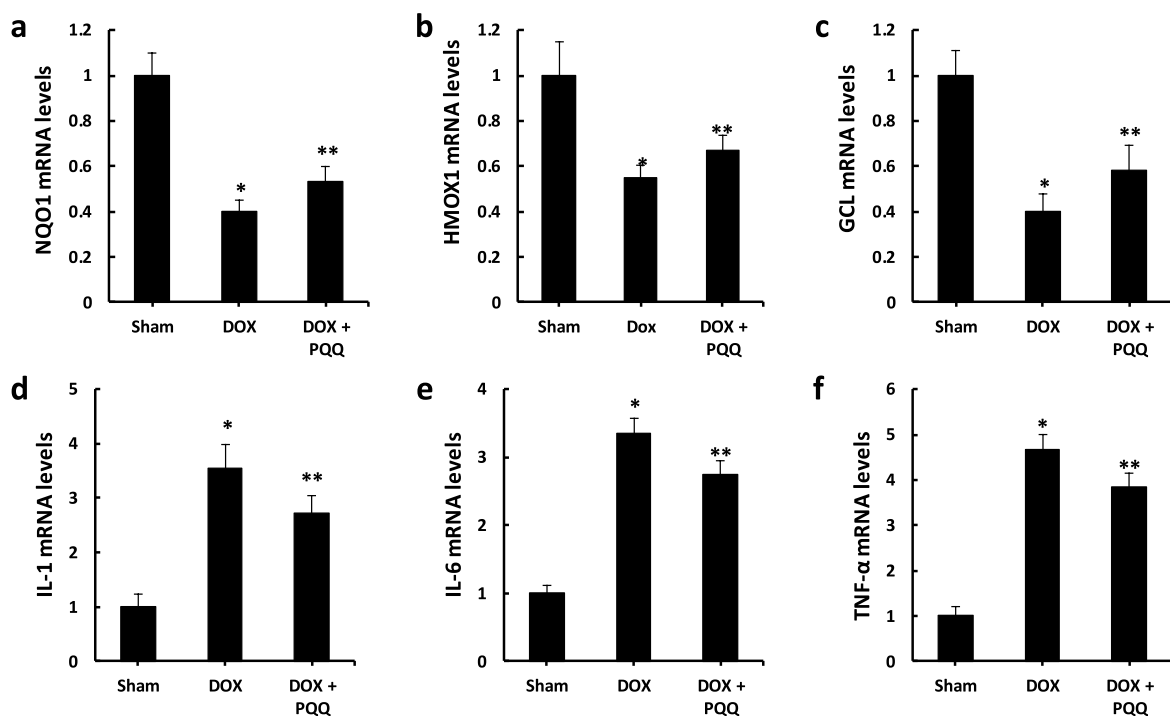 a
NQO1 mRNA levels
1.2
1
0.8
0.6
0.4
0.2
0
*
**
Sham
DOX
DOX +
PQQ
b
HMOX1 mRNA levels
1.2
1
0.8
0.6
0.4
0.2
0
*
**
Sham
Dox
DOX +
PQQ
c
GCL mRNA levels
1.2
1
0.8
0.6
0.4
0.2
0
*
**
Sham
DOX
DOX +
PQQ
d
IL-1 mRNA levels
5
4
3
2
1
0
*
**
Sham
DOX
DOX +
PQQ
e
IL-6 mRNA levels
4
3
2
1
0
*
**
Sham
DOX
DOX +
PQQ
f
TNF-α mRNA levels
6
5
4
3
2
1
0
*
**
Sham
DOX
DOX +
PQQ